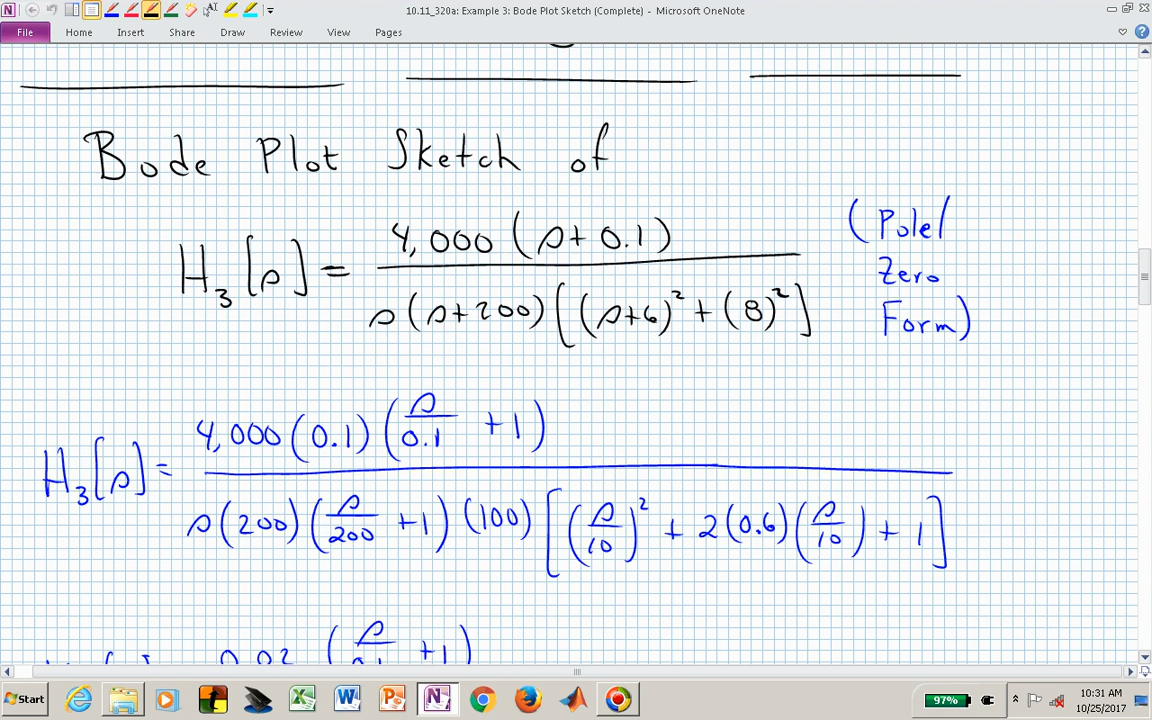 10.11_320a: Example 3: Bode Plot Sketch (Complete) - Microsoft OneNote
File Home Insert Share Draw Review View Pages
Bode Plot Sketch of
H₃[s] = 4,000 (s + 0.1) / s(s+200)[(s+6)² + (8)²]
(Pole/
Zero
Form)
H₃[s] = 4,000(0.1)(s/0.1 + 1) / s(200)(s/200 + 1)(100)[(s/10)² + 2(0.6)(s/10) + 1]
(s/0.1 + 1)
Start
97%
10:31 AM
10/25/2017